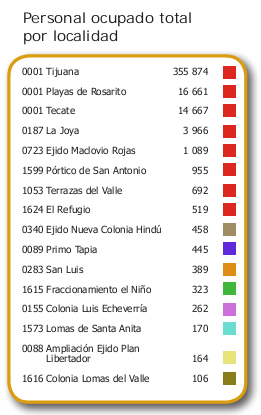 Personal ocupado total
por localidad
0001 Tijuana 355 874
0001 Playas de Rosarito 16 661
0001 Tecate 14 667
0187 La Joya 3 966
0723 Ejido Maclovio Rojas 1 089
1599 Pórtico de San Antonio 955
1053 Terrazas del Valle 692
1624 El Refugio 519
0340 Ejido Nueva Colonia Hindú 458
0089 Primo Tapia 445
0283 San Luis 389
1615 Fraccionamiento el Niño 323
0155 Colonia Luis Echeverría 262
1573 Lomas de Santa Anita 170
0088 Ampliación Ejido Plan
Libertador 164
1616 Colonia Lomas del Valle 106